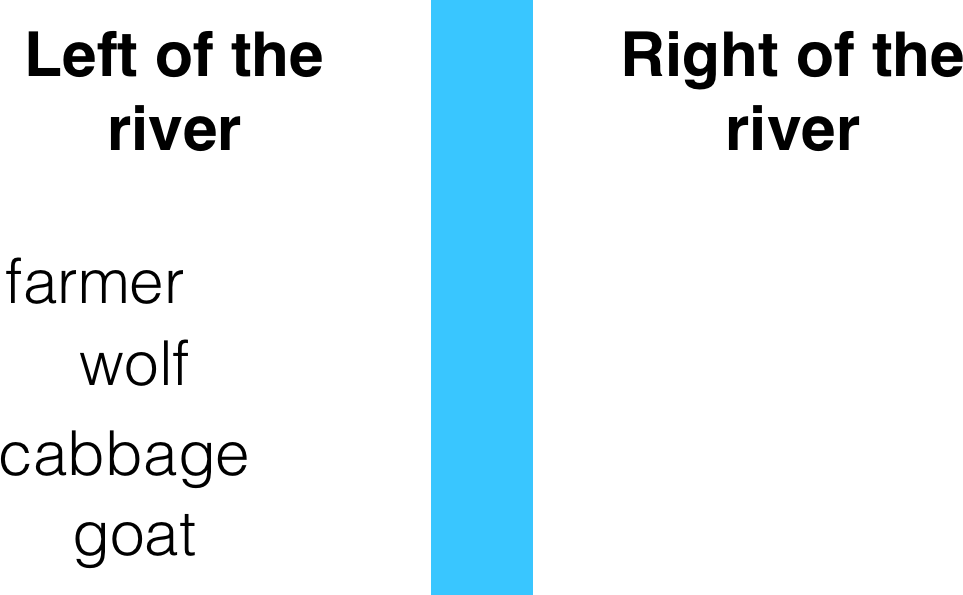 Left of the
river
Right of the
river
farmer
wolf
cabbage
goat